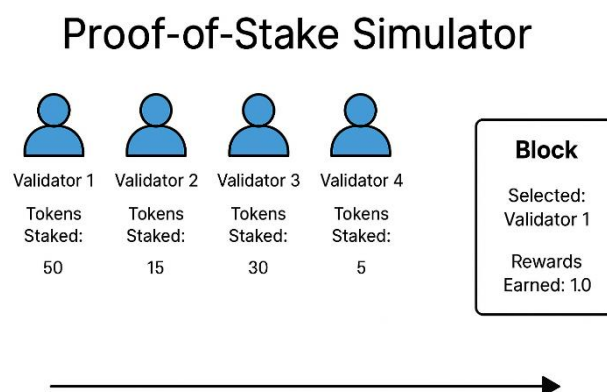 Proof-of-Stake Simulator
Validator 1
Tokens
Staked:
50
Validator 2
Tokens
Staked:
15
Validator 3
Tokens
Staked:
30
Validator 4
Tokens
Staked:
5
Block
Selected:
Validator 1
Rewards
Earned: 1.0